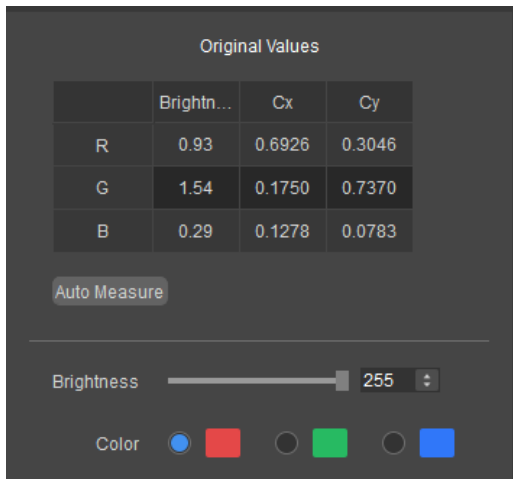 Original Values
Brightn... Cx Cy
R 0.93 0.6926 0.3046
G 1.54 0.1750 0.7370
B 0.29 0.1278 0.0783
Auto Measure
Brightness 255
Color